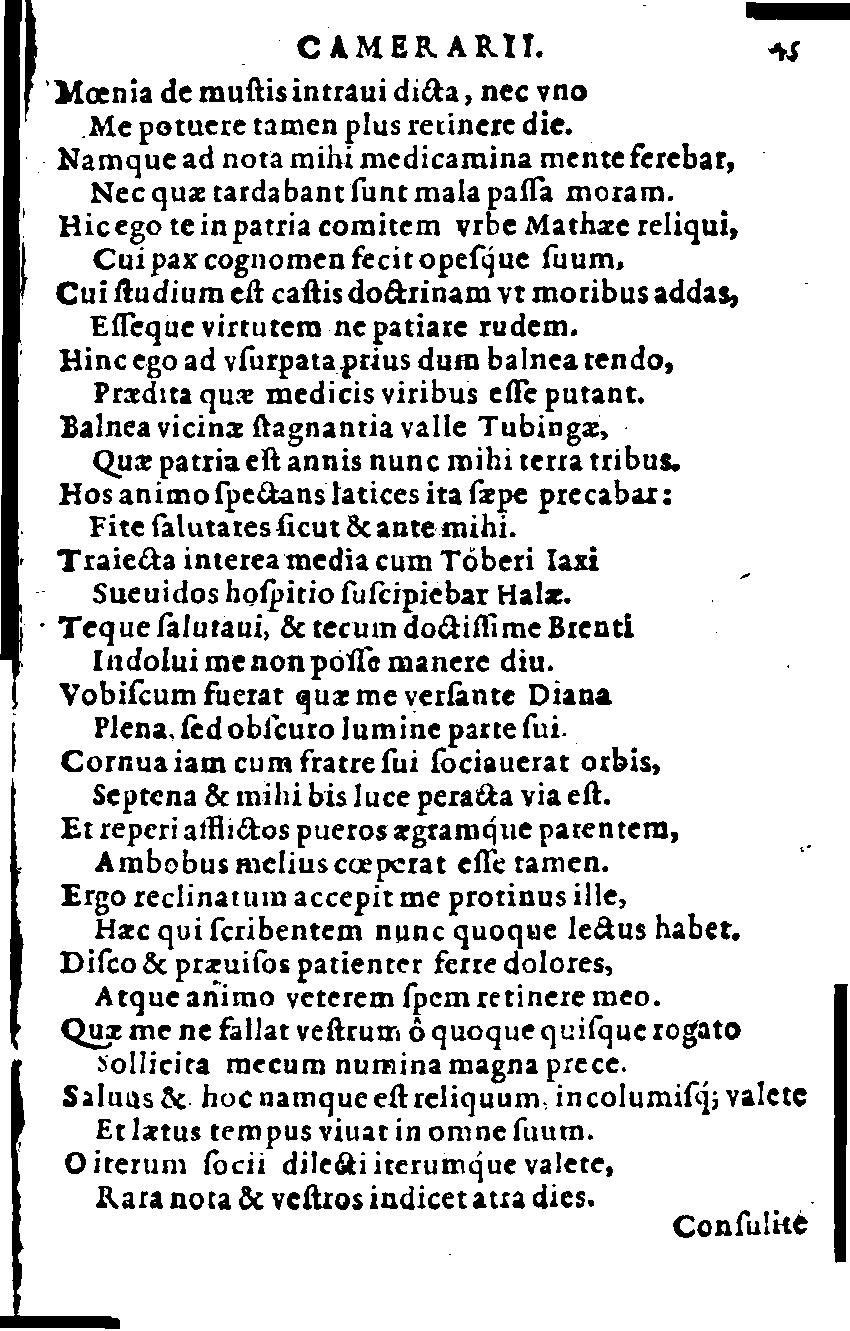 CAMERARII. 45
Mœnia de muſtis intraui dicta, nec vno
Me potuere tamen plus retinere die.
Namque ad nota mihi medicamina mente ferebar,
Nec quæ tardabant ſunt mala paſſa moram.
Hic ego te in patria comitem vrbe Mathæe reliqui,
Cui pax cognomen fecit opeſq́ue ſuum,
Cui ſtudium eſt caſtis doctrinam vt moribus addas,
Eſſeque virtutem ne patiare rudem.
Hinc ego ad vſurpata prius dum balnea tendo,
Prædita quæ medicis viribus eſſe putant.
Balnea vicinæ ſtagnantia valle Tubingæ,
Quæ patria eſt annis nunc mihi terra tribus.
Hos animo ſpectans latices ita ſæpe precabar:
Fite ſalutares ſicut & ante mihi.
Traiecta interea media cum Tóberi Iaxi
Sueuidos hoſpitio ſuſcipiebar Halæ.
Teque ſalutaui, & tecum doctiſſime Brenti
Indolui me non poſſe manere diu.
Vobiſcum fuerat quæ me verſante Diana
Plena, ſed obſcuro lumine parte ſui.
Cornua iam cum fratre ſui ſociauerat orbis,
Septena & mihi bis luce peracta via eſt.
Et reperi afflictos pueros ægramq́ue parentem,
Ambobus melius cœperat eſſe tamen.
Ergo reclinatum accepit me protinus ille,
Hæc qui ſcribentem nunc quoque lectus habet.
Diſco & præuiſos patienter ferre dolores,
Atque animo veterem ſpem retinere meo.
Quæ me ne fallat veſtrum ô quoque quiſque rogato
Sollicita mecum numina magna prece.
Saluus & hoc namque eſt reliquum, incolumiſq́; valete
Et lætus tempus viuat in omne ſuum.
O iterum ſocii dilecti iterumq́ue valete,
Rara nota & veſtros indicet atra dies.
Conſulite